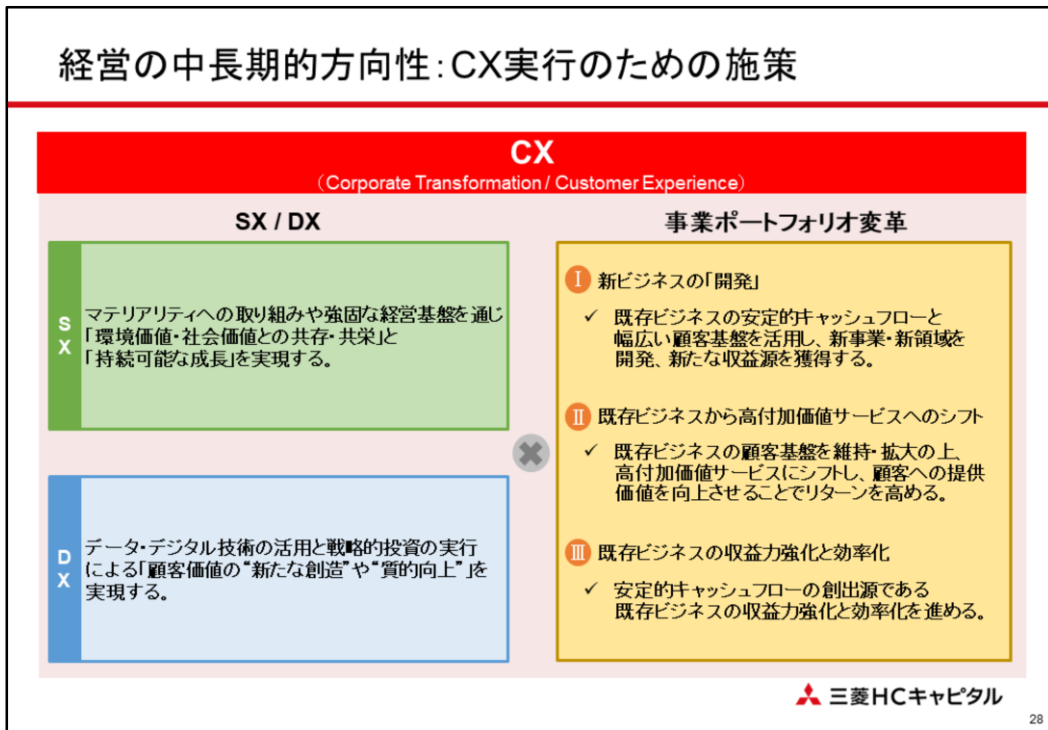 経営の中長期的方向性：CX実行のための施策
CX
（Corporate Transformation / Customer Experience）
SX / DX
SX
マテリアリティへの取り組みや強固な経営基盤を通じ
「環境価値・社会価値との共存・共栄」と
「持続可能な成長」を実現する。
DX
データ・デジタル技術の活用と戦略的投資の実行
による「顧客価値の“新たな創造”や“質的向上”」を
実現する。
事業ポートフォリオ変革
Ⅰ 新ビジネスの「開発」
✓ 既存ビジネスの安定的キャッシュフローと
幅広い顧客基盤を活用し、新事業・新領域を
開発、新たな収益源を獲得する。
Ⅱ 既存ビジネスから高付加価値サービスへのシフト
✓ 既存ビジネスの顧客基盤を維持・拡大の上、
高付加価値サービスにシフトし、顧客への提供
価値を向上させることでリターンを高める。
Ⅲ 既存ビジネスの収益力強化と効率化
✓ 安定的キャッシュフローの創出源である
既存ビジネスの収益力強化と効率化を進める。
三菱HCキャピタル
28